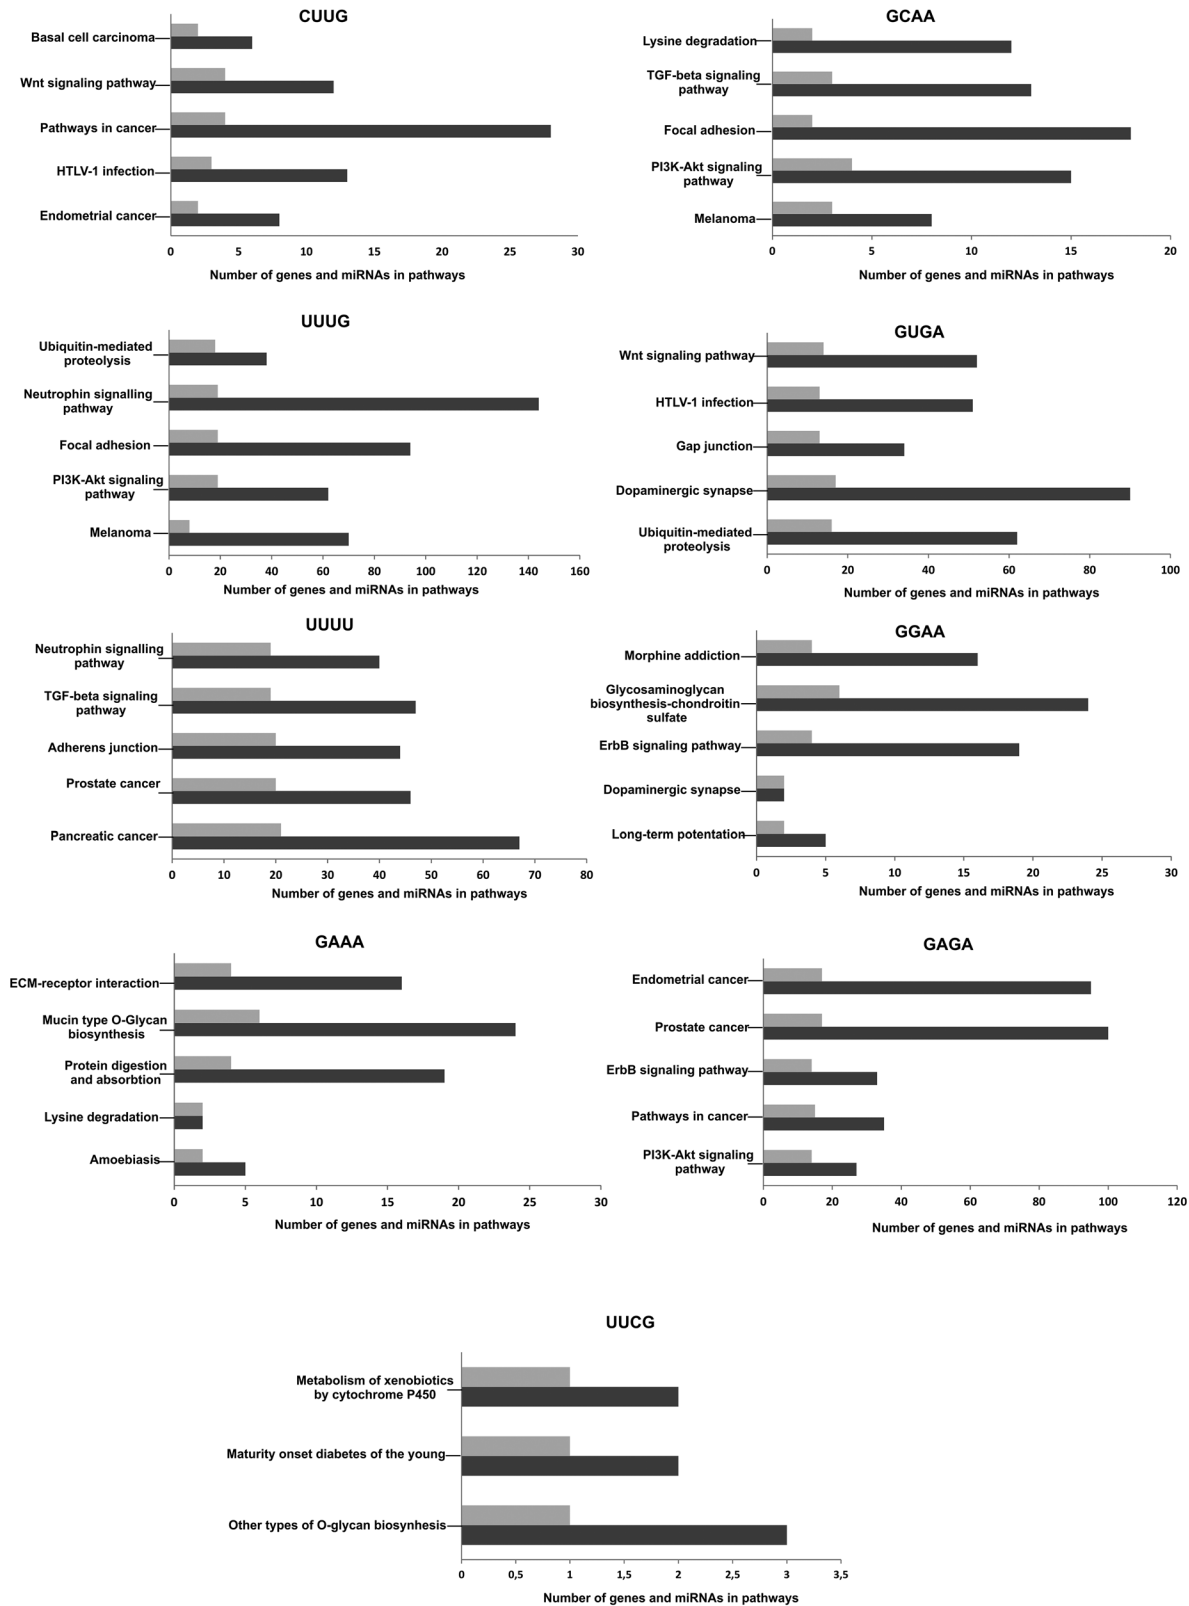 CUUG
Basal cell carcinoma
Wnt signaling pathway
Pathways in cancer
HTLV-1 infection
Endometrial cancer
0 5 10 15 20 25 30
Number of genes and miRNAs in pathways
GCAA
Lysine degradation
TGF-beta signaling
pathway
Focal adhesion
PI3K-Akt signaling
pathway
Melanoma
0 5 10 15 20
Number of genes and miRNAs in pathways
UUUG
Ubiquitin-mediated
proteolysis
Neutrophin signalling
pathway
Focal adhesion
PI3K-Akt signaling
pathway
Melanoma
0 20 40 60 80 100 120 140 160
Number of genes and miRNAs in pathways
GUGA
Wnt signaling pathway
HTLV-1 infection
Gap junction
Dopaminergic synapse
Ubiquitin-mediated
proteolysis
0 20 40 60 80 100
Number of genes and miRNAs in pathways
UUUU
Neutrophin signalling
pathway
TGF-beta signaling
pathway
Adherens junction
Prostate cancer
Pancreatic cancer
0 10 20 30 40 50 60 70 80
Number of genes and miRNAs in pathways
GGAA
Morphine addiction
Glycosaminoglycan
biosynthesis-chondroitin
sulfate
ErbB signaling pathway
Dopaminergic synapse
Long-term potentation
0 5 10 15 20 25 30
Number of genes and miRNAs in pathways
GAAA
ECM-receptor interaction
Mucin type O-Glycan
biosynthesis
Protein digestion
and absorbtion
Lysine degradation
Amoebiasis
0 5 10 15 20 25 30
Number of genes and miRNAs in pathways
GAGA
Endometrial cancer
Prostate cancer
ErbB signaling pathway
Pathways in cancer
PI3K-Akt signaling
pathway
0 20 40 60 80 100 120
Number of genes and miRNAs in pathways
UUCG
Metabolism of xenobiotics
by cytochrome P450
Maturity onset diabetes of the young
Other types of O-glycan biosynhesis
0 0,5 1 1,5 2 2,5 3 3,5
Number of genes and miRNAs in pathways